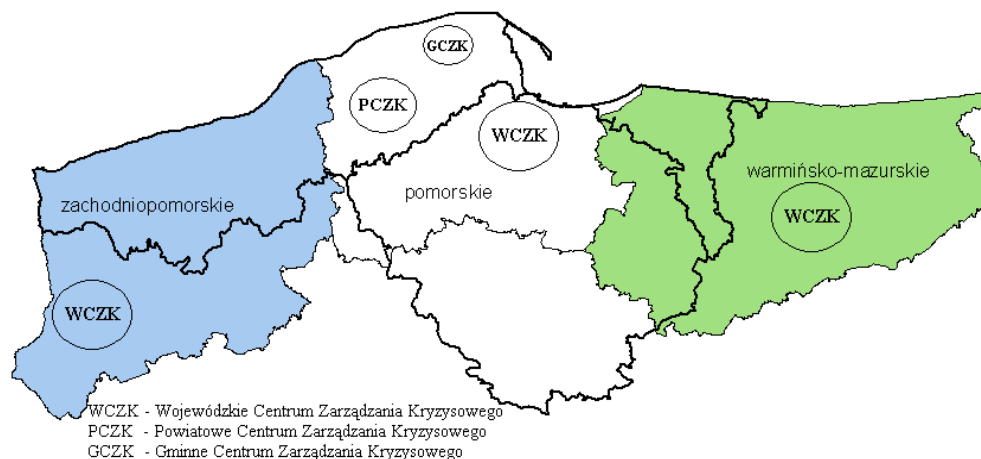 GCZK
PCZK
WCZK
warmińsko-mazurskie
pomorskie
zachodniopomorskie
WCZK
WCZK
WCZK - Wojewódzkie Centrum Zarządzania Kryzysowego
PCZK - Powiatowe Centrum Zarządzania Kryzysowego
GCZK - Gminne Centrum Zarządzania Kryzysowego